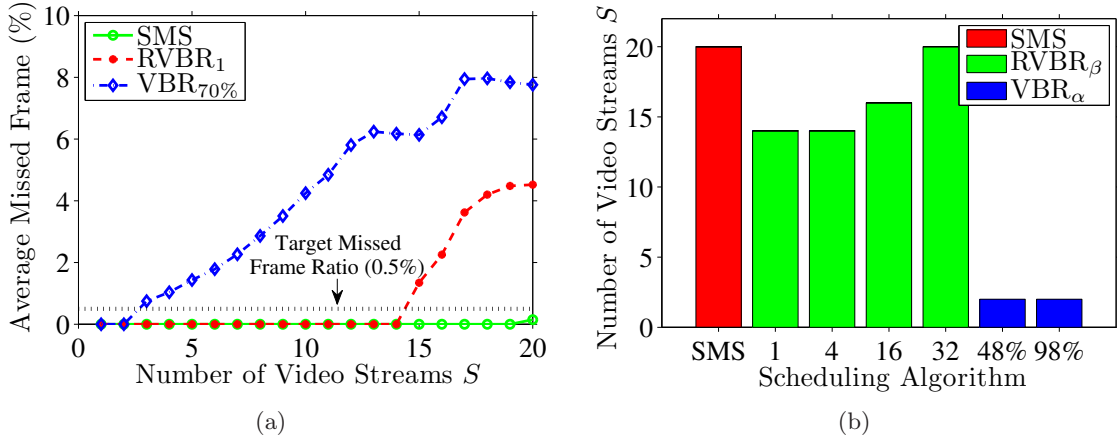 10
8
6
4
2
0
Average Missed Frame (%)
SMS
RVBR1
VBR70%
Target Missed
Frame Ratio (0.5%)
0 5 10 15 20
Number of Video Streams S
(a)
20
15
10
5
0
Number of Video Streams S
SMS
RVBRβ
VBRα
SMS 1 4 16 32 48% 98%
Scheduling Algorithm
(b)